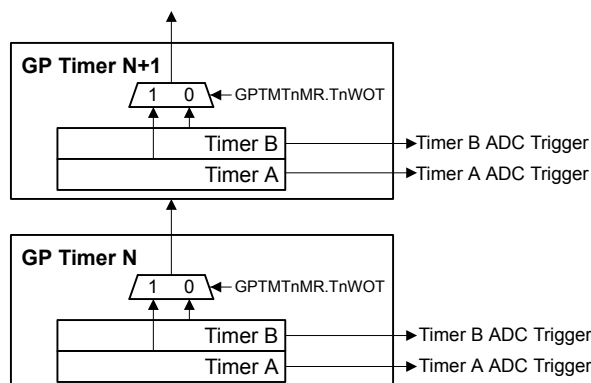 GP Timer N+1
1 0
GPTMTnMR.TnWOT
Timer B
Timer B ADC Trigger
Timer A
Timer A ADC Trigger
GP Timer N
1 0
GPTMTnMR.TnWOT
Timer B
Timer B ADC Trigger
Timer A
Timer A ADC Trigger